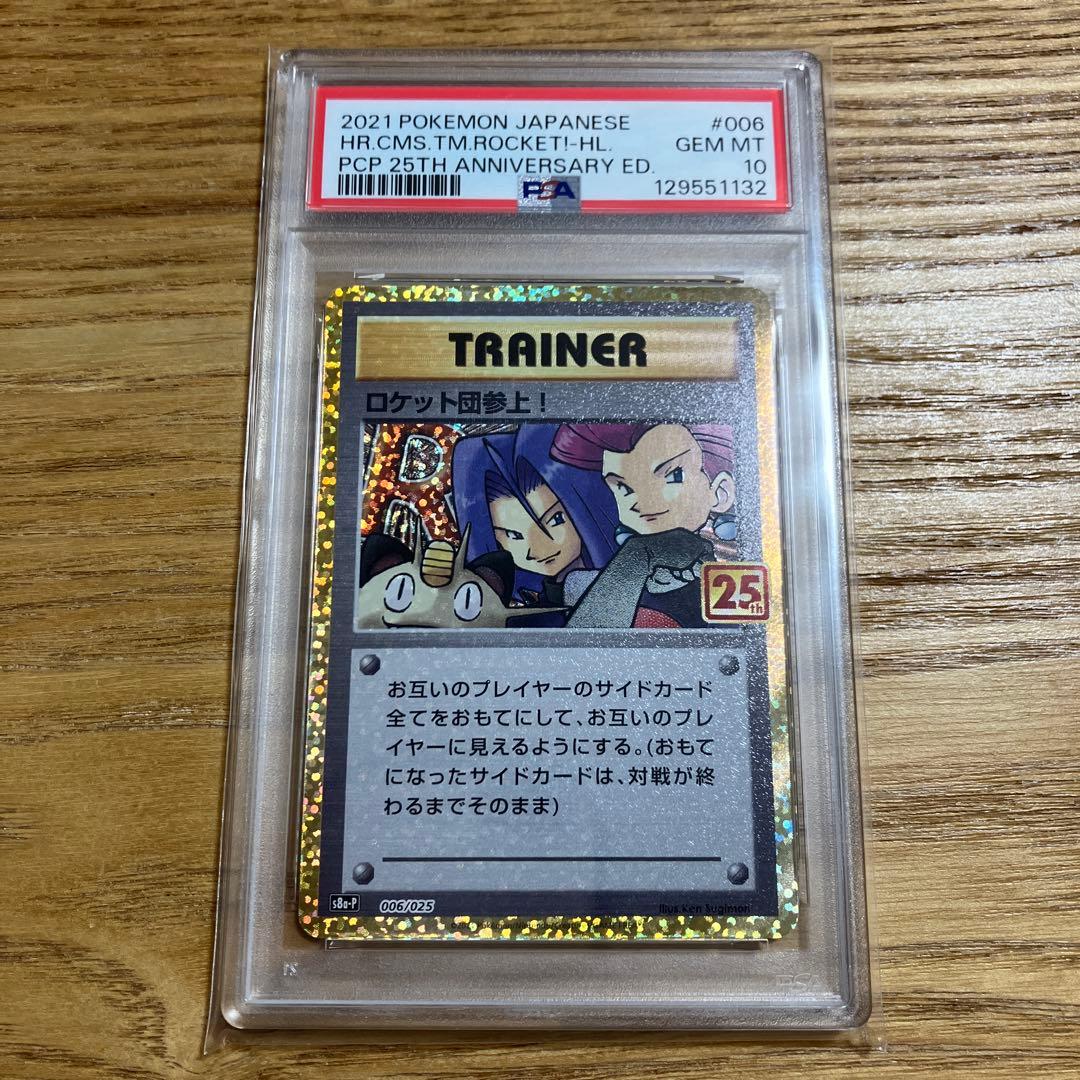 2021 POKEMON JAPANESE #006
HR.CMS.TM.ROCKET!-HL. GEM MT
PCP 25TH ANNIVERSARY ED. 10
PSA 129551132
TRAINER
ロケット団参上!
25th
お互いのプレイヤーのサイドカード
全てをおもてにして、お互いのプレ
イヤーに見えるようにする。(おもて
になったサイドカードは、対戦が終
わるまでそのまま)
s8a-P 006/025 Illus.Ken Sugimori